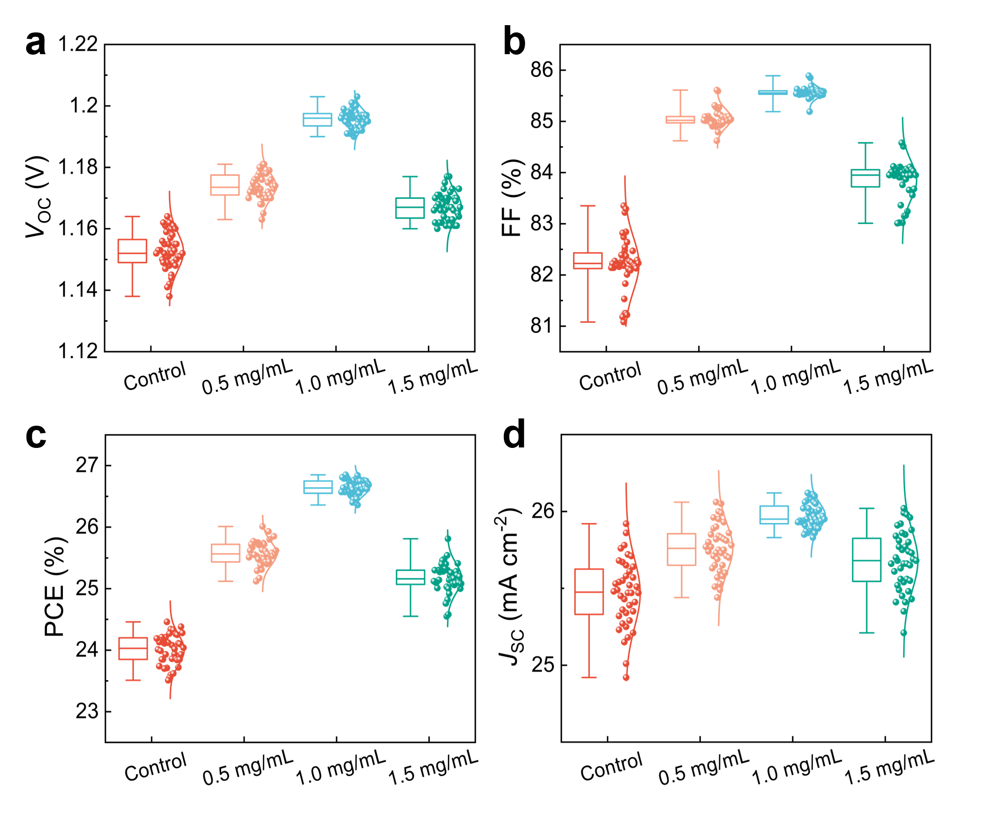 a
1.22
1.2
1.18
1.16
1.14
1.12
VOC (V)
Control
0.5 mg/mL
1.0 mg/mL
1.5 mg/mL
b
86
85
84
83
82
81
FF (%)
Control
0.5 mg/mL
1.0 mg/mL
1.5 mg/mL
c
27
26
25
24
23
PCE (%)
Control
0.5 mg/mL
1.0 mg/mL
1.5 mg/mL
d
26
25
JSC (mA cm-2)
Control
0.5 mg/mL
1.0 mg/mL
1.5 mg/mL